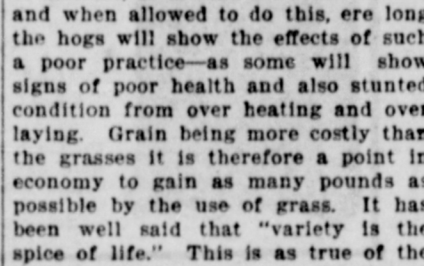 and when allowed to do this, ere long
the hogs will show the effects of such
a poor practice—as some will show
signs of poor health and also stunted
condition from over heating and over
laying. Grain being more costly than
the grasses it is therefore a point in
economy to gain as many pounds as
possible by the use of grass. It has
been well said that "variety is the
spice of life." This is as true of the